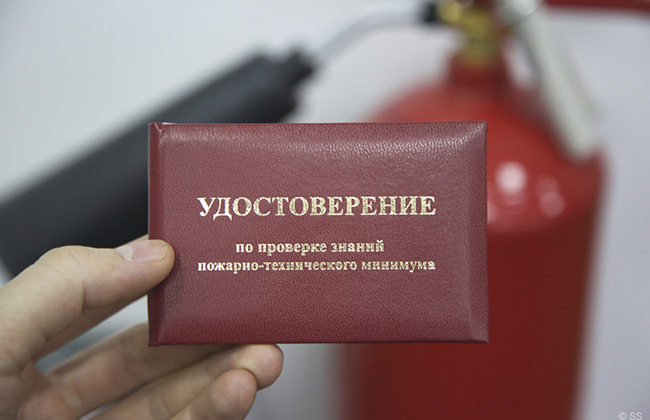 УДОСТОВЕРЕНИЕ
по проверке знаний
пожарно-технического минимума
© SS